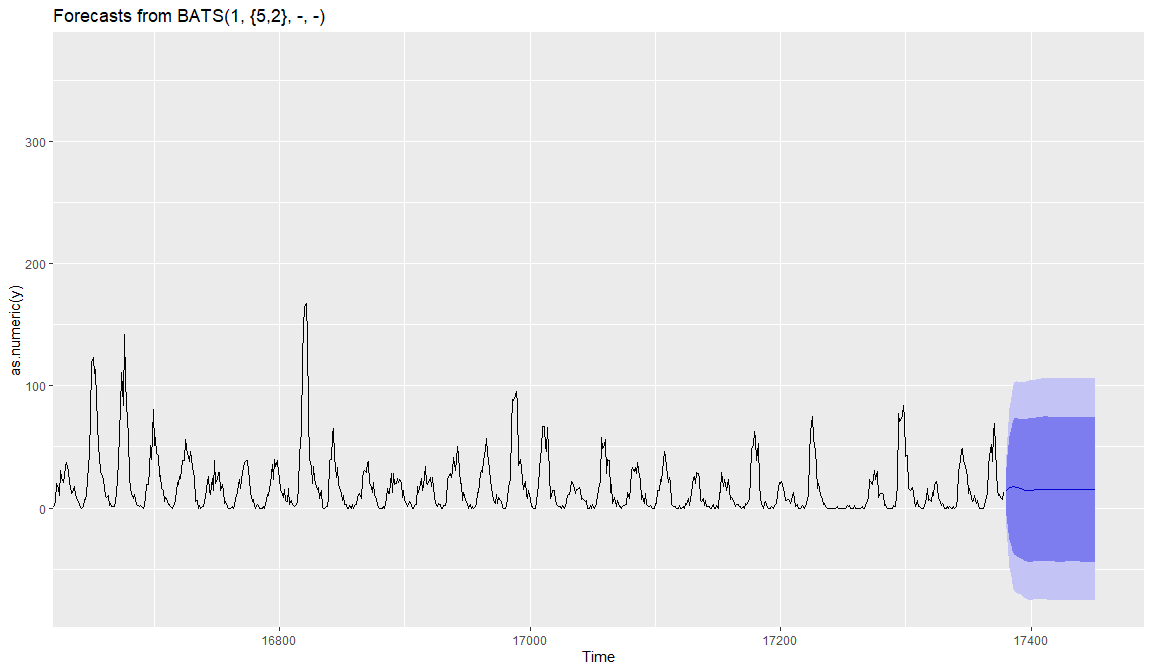 Forecasts from BATS(1, {5,2}, -, -)
as.numeric(y)
300
200
100
0
16800
17000
17200
17400
Time